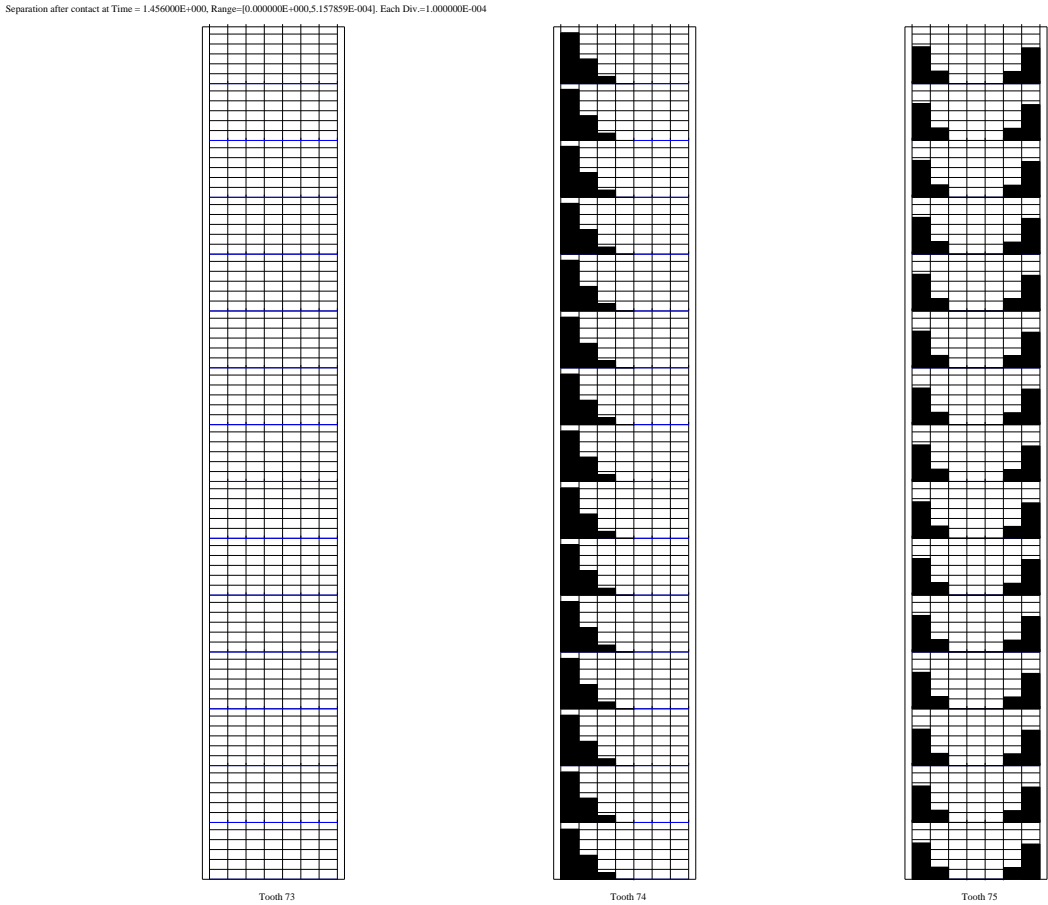 Separation after contact at Time = 1.456000E+000, Range=[0.000000E+000,5.157859E-004]. Each Div.=1.000000E-004
Tooth 73
Tooth 74
Tooth 75